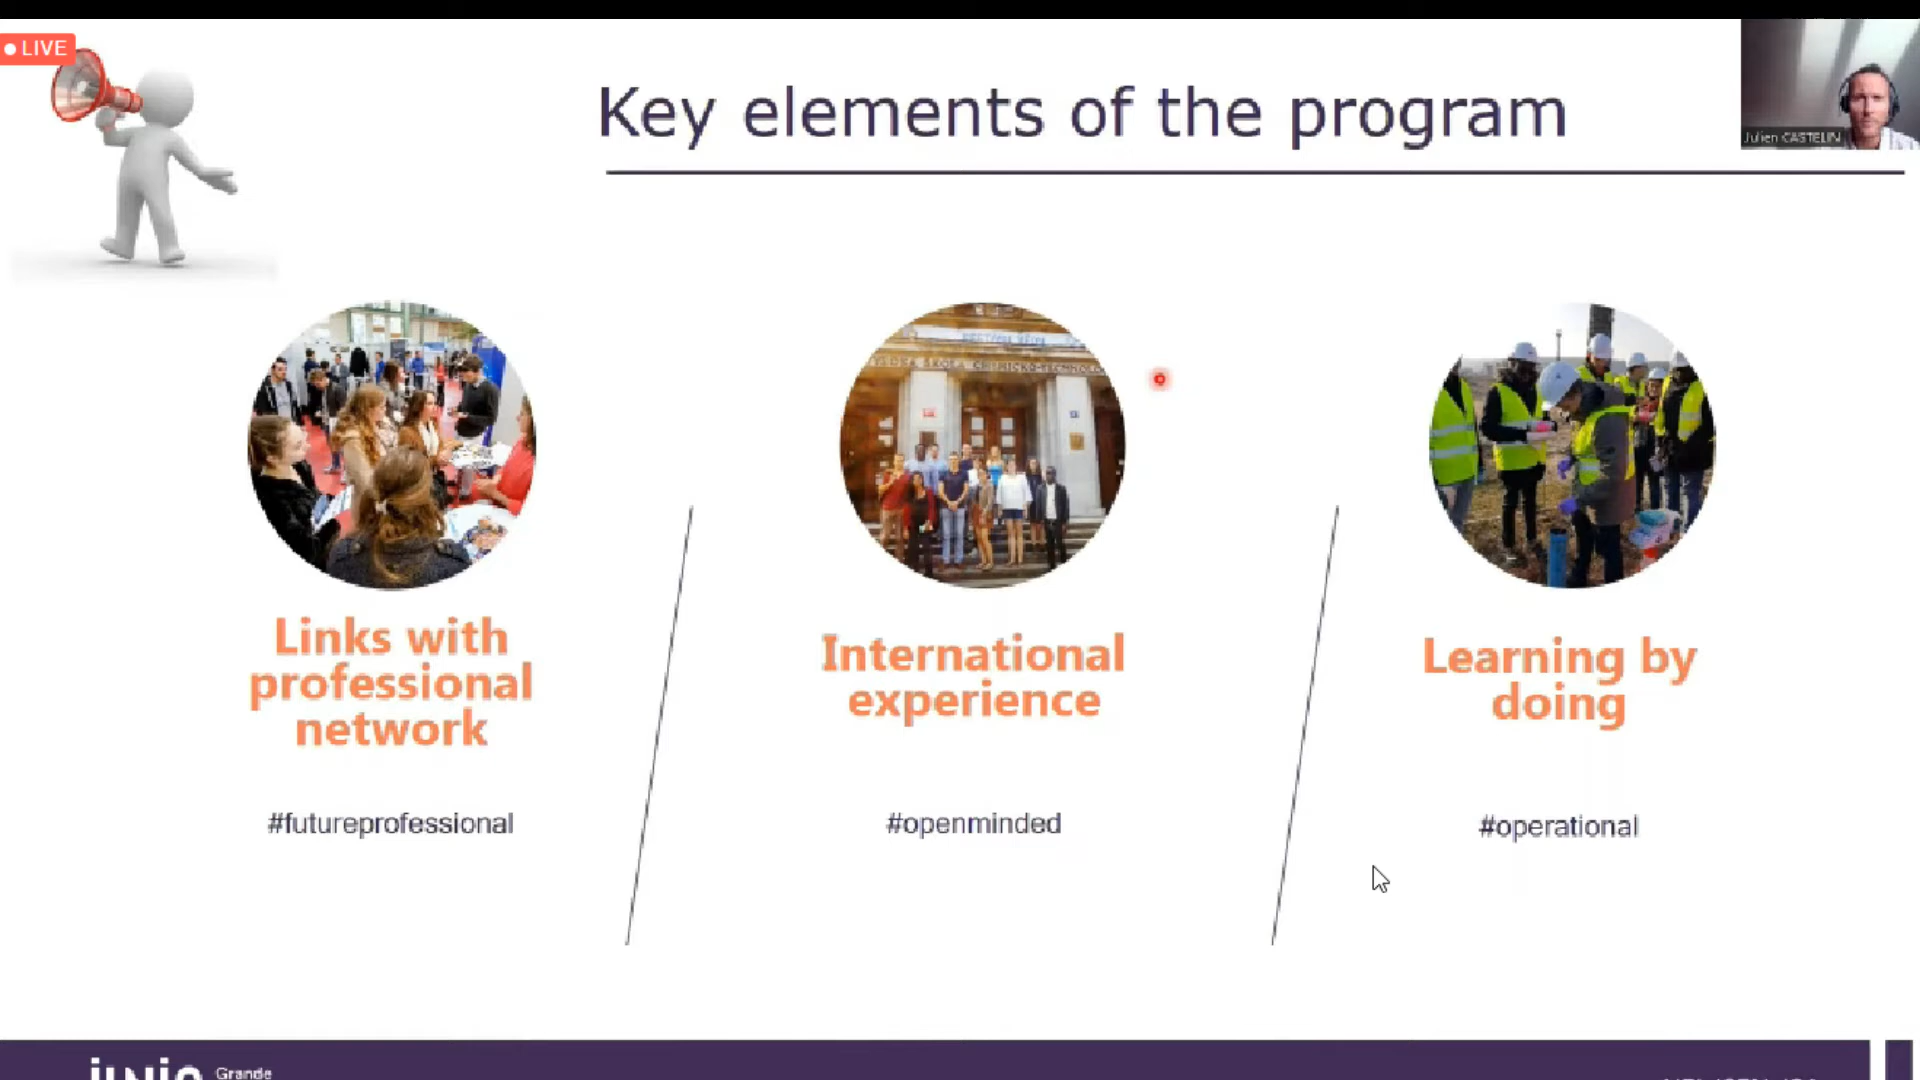 LIVE
Key elements of the program
Julien CASTELIN
Links with
professional
network
International
experience
Learning by
doing
#futureprofessional
#openminded
#operational
Grande